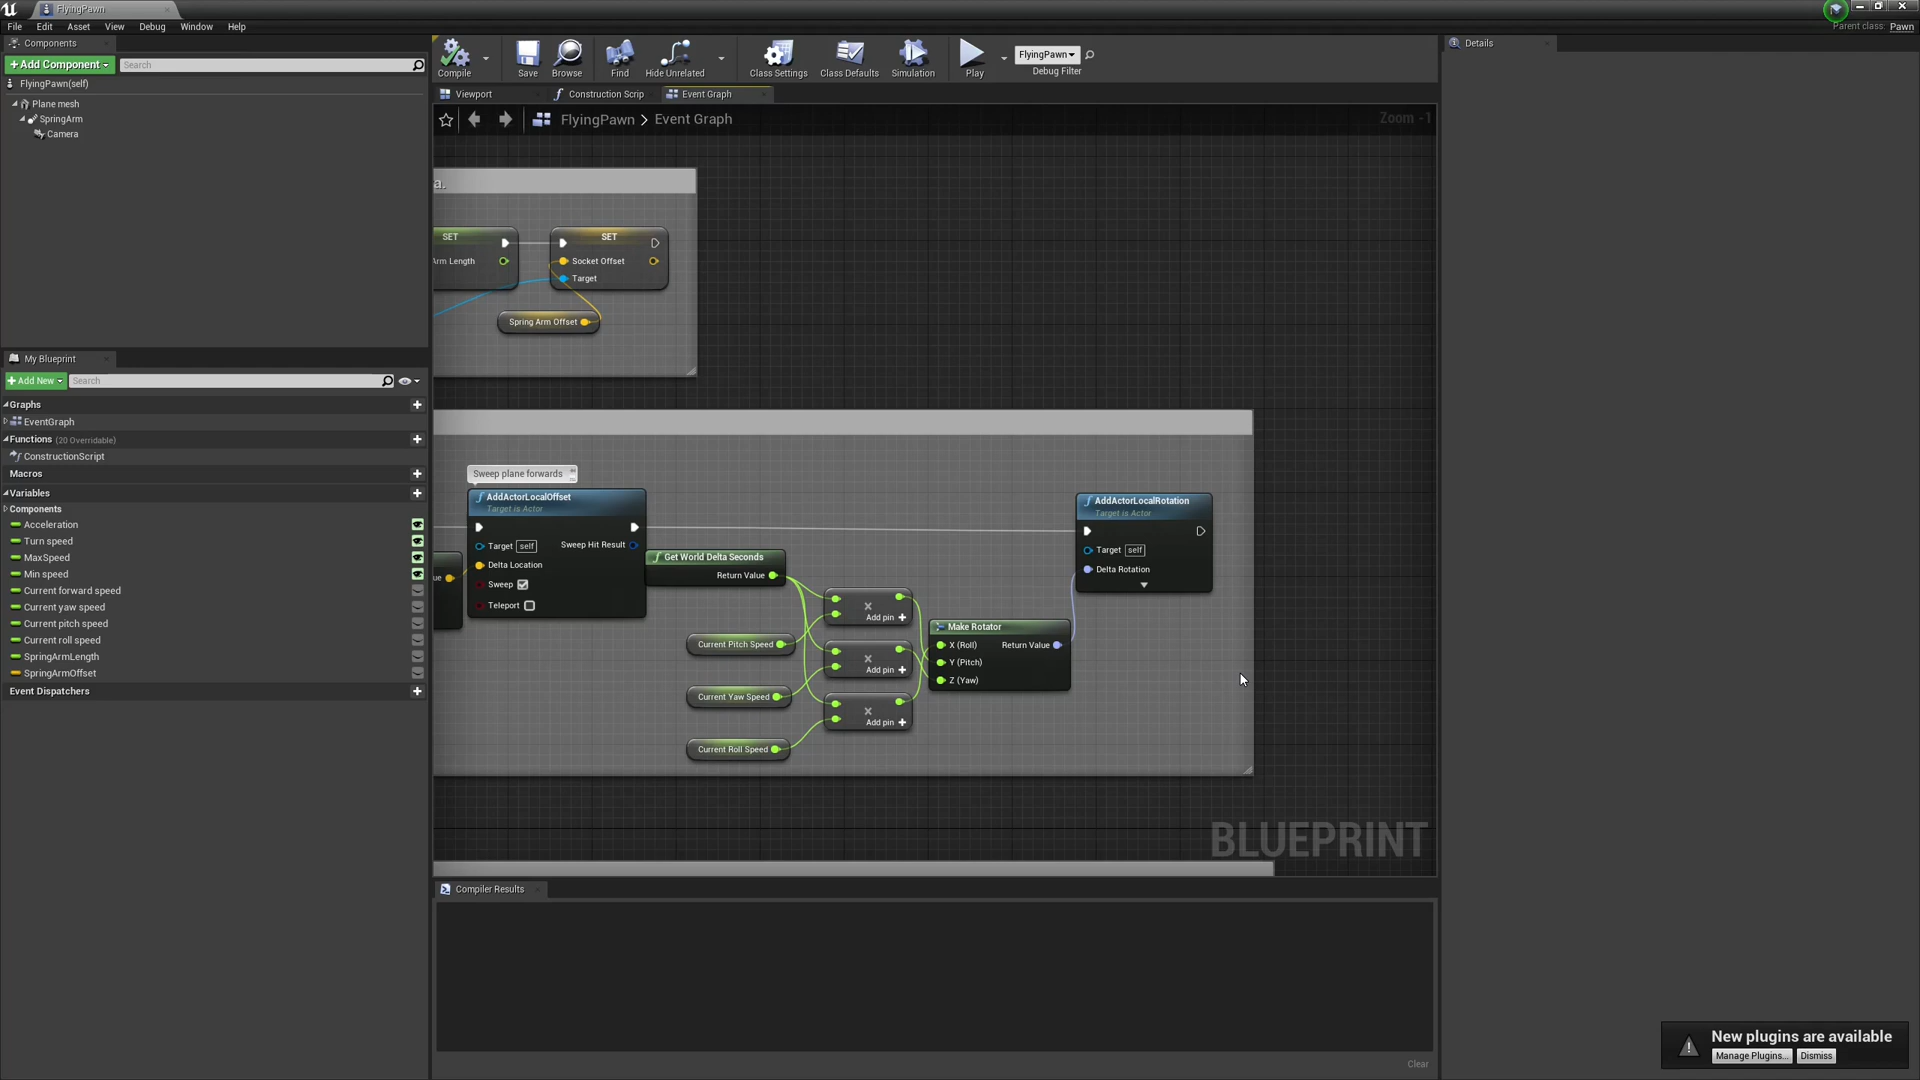 FlyingPawn
File Edit Asset View Debug Window Help
Parent class: Pawn
Components
+Add Component
Search
FlyingPawn(self)
Plane mesh
SpringArm
Camera
My Blueprint
+Add New
Search
Graphs
EventGraph
Functions (20 Overridable)
ConstructionScript
Macros
Variables
Components
Acceleration
Turn speed
MaxSpeed
Min speed
Current forward speed
Current yaw speed
Current pitch speed
Current roll speed
SpringArmLength
SpringArmOffset
Event Dispatchers
Compile
Save
Browse
Find
Hide Unrelated
Class Settings
Class Defaults
Simulation
Play
FlyingPawn
Debug Filter
Viewport
Construction Scrip
Event Graph
FlyingPawn > Event Graph
Zoom -1
a.
SET
Arm Length
SET
Socket Offset
Target
Spring Arm Offset
Sweep plane forwards
AddActorLocalOffset
Target is Actor
Target self
Sweep Hit Result
Delta Location
Sweep
Teleport
ue
Get World Delta Seconds
Return Value
Current Pitch Speed
Current Yaw Speed
Current Roll Speed
×
Add pin +
×
Add pin +
×
Add pin +
Make Rotator
X (Roll) Return Value
Y (Pitch)
Z (Yaw)
AddActorLocalRotation
Target is Actor
Target self
Delta Rotation
BLUEPRINT
Compiler Results
Clear
Details
New plugins are available
Manage Plugins... Dismiss